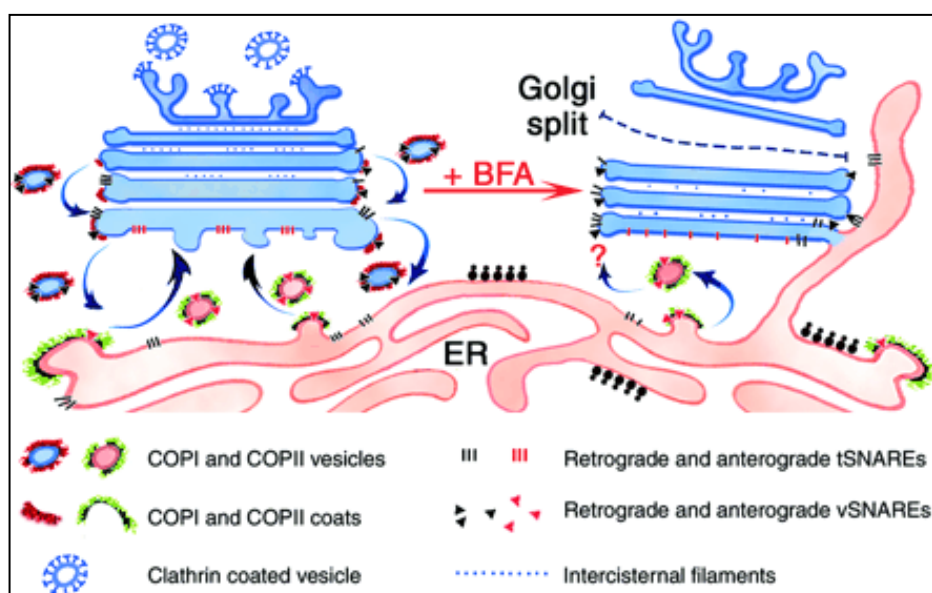 Golgi
split
+ BFA
?
ER
COPI and COPII vesicles
Retrograde and anterograde tSNAREs
COPI and COPII coats
Retrograde and anterograde vSNAREs
Clathrin coated vesicle
Intercisternal filaments